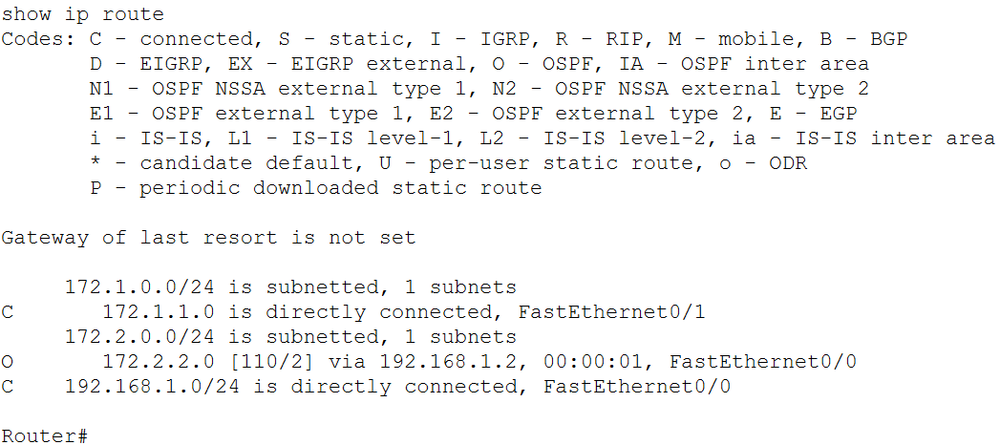 show ip route
Codes: C - connected, S - static, I - IGRP, R - RIP, M - mobile, B - BGP
       D - EIGRP, EX - EIGRP external, O - OSPF, IA - OSPF inter area
       N1 - OSPF NSSA external type 1, N2 - OSPF NSSA external type 2
       E1 - OSPF external type 1, E2 - OSPF external type 2, E - EGP
       i - IS-IS, L1 - IS-IS level-1, L2 - IS-IS level-2, ia - IS-IS inter area
       * - candidate default, U - per-user static route, o - ODR
       P - periodic downloaded static route

Gateway of last resort is not set

     172.1.0.0/24 is subnetted, 1 subnets
C       172.1.1.0 is directly connected, FastEthernet0/1
     172.2.0.0/24 is subnetted, 1 subnets
O       172.2.2.0 [110/2] via 192.168.1.2, 00:00:01, FastEthernet0/0
C    192.168.1.0/24 is directly connected, FastEthernet0/0

Router#